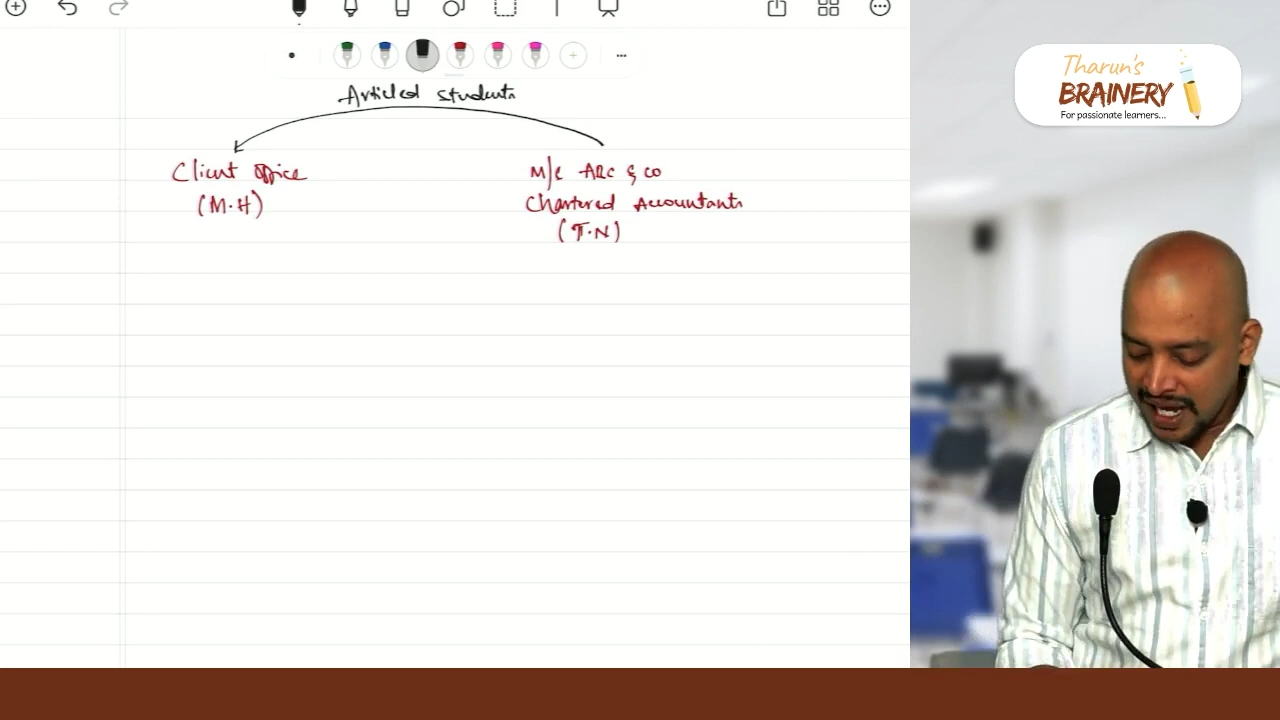 Tharun's
BRAINERY
For passionate learners...
Articled students
Client office
(M.H)
M/s ABC & co
Chartered Accountants
(T.N)